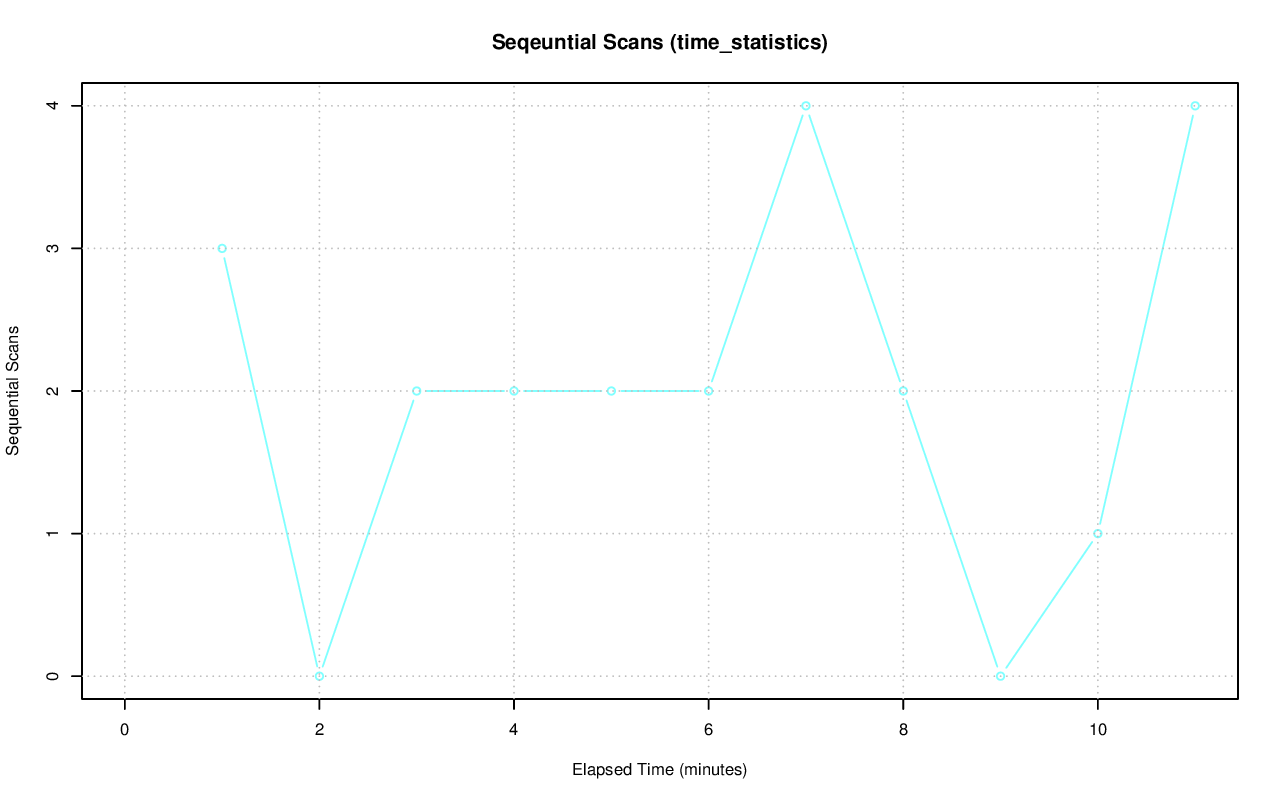 Seqeuntial Scans (time_statistics)
Sequential Scans
4
3
2
1
0
0 2 4 6 8 10
Elapsed Time (minutes)